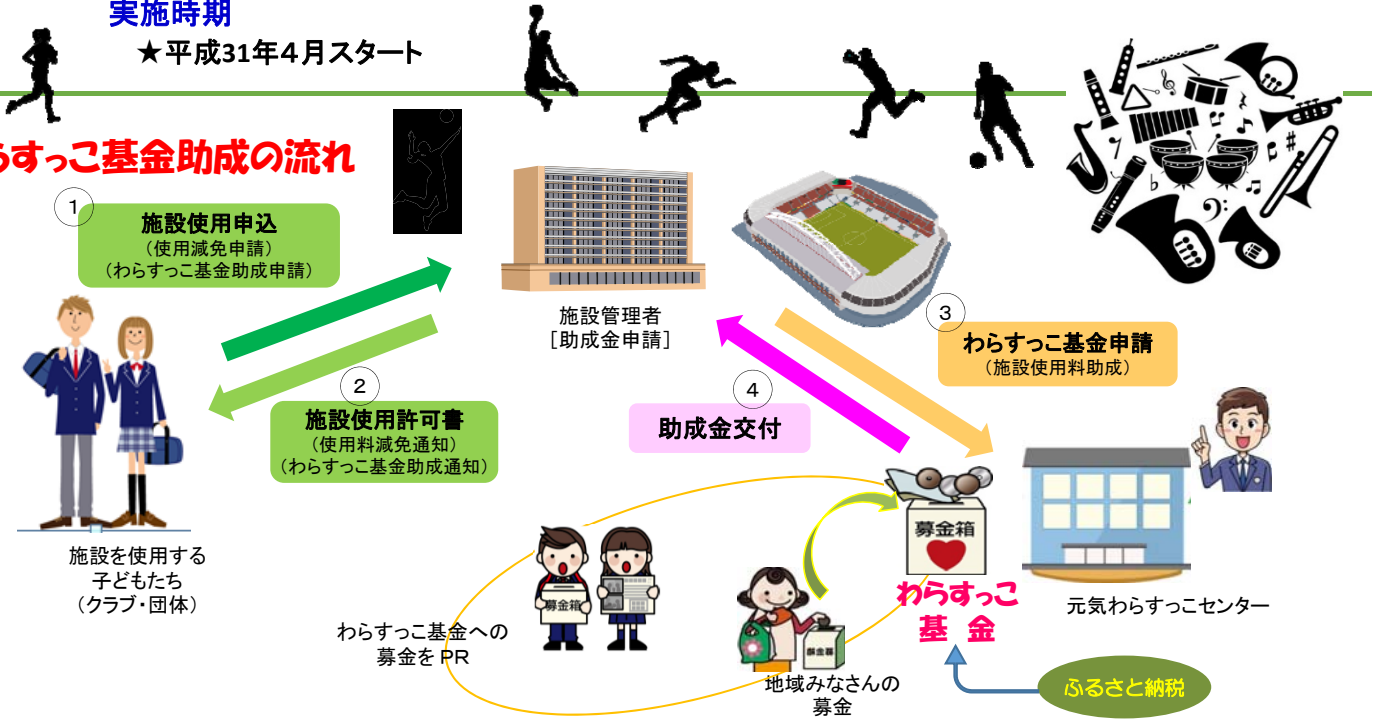 実施時期
★平成31年４月スタート
らすっこ基金助成の流れ
1
施設使用申込
（使用減免申請）
（わらすっこ基金助成申請）
施設管理者
［助成金申請］
3
わらすっこ基金申請
（施設使用料助成）
2
施設使用許可書
（使用料減免通知）
（わらすっこ基金助成通知）
4
助成金交付
施設を使用する
子どもたち
（クラブ・団体）
募金箱
わらすっこ
基　金
元気わらすっこセンター
募金箱
わらすっこ基金への
募金をＰＲ
募金箱
地域みなさんの
募金
ふるさと納税